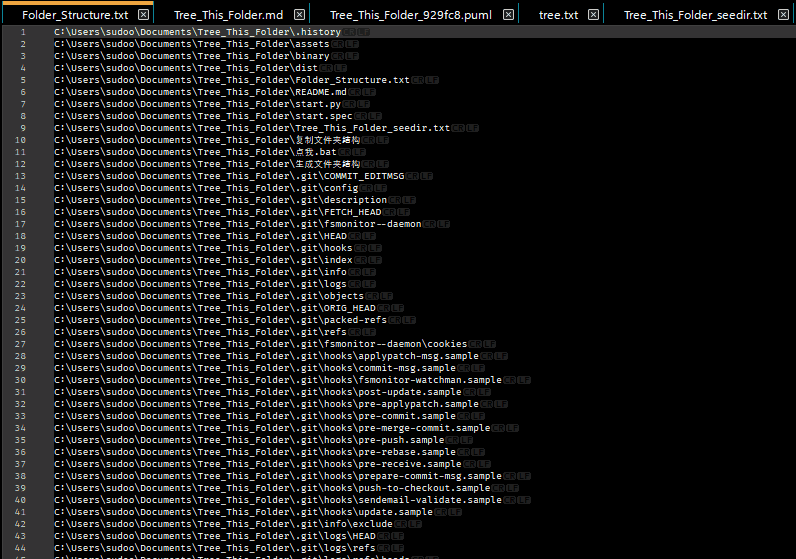 Folder_Structure.txt Tree_This_Folder.md Tree_This_Folder_929fc8.puml tree.txt Tree_This_Folder_seedir.txt
1 C:\Users\sudoo\Documents\Tree_This_Folder\.history CR LF
2 C:\Users\sudoo\Documents\Tree_This_Folder\assets CR LF
3 C:\Users\sudoo\Documents\Tree_This_Folder\binary CR LF
4 C:\Users\sudoo\Documents\Tree_This_Folder\dist CR LF
5 C:\Users\sudoo\Documents\Tree_This_Folder\Folder_Structure.txt CR LF
6 C:\Users\sudoo\Documents\Tree_This_Folder\README.md CR LF
7 C:\Users\sudoo\Documents\Tree_This_Folder\start.py CR LF
8 C:\Users\sudoo\Documents\Tree_This_Folder\start.spec CR LF
9 C:\Users\sudoo\Documents\Tree_This_Folder\Tree_This_Folder_seedir.txt CR LF
10 C:\Users\sudoo\Documents\Tree_This_Folder\复制文件夹结构 CR LF
11 C:\Users\sudoo\Documents\Tree_This_Folder\点我.bat CR LF
12 C:\Users\sudoo\Documents\Tree_This_Folder\生成文件夹结构 CR LF
13 C:\Users\sudoo\Documents\Tree_This_Folder\.git\COMMIT_EDITMSG CR LF
14 C:\Users\sudoo\Documents\Tree_This_Folder\.git\config CR LF
15 C:\Users\sudoo\Documents\Tree_This_Folder\.git\description CR LF
16 C:\Users\sudoo\Documents\Tree_This_Folder\.git\FETCH_HEAD CR LF
17 C:\Users\sudoo\Documents\Tree_This_Folder\.git\fsmonitor--daemon CR LF
18 C:\Users\sudoo\Documents\Tree_This_Folder\.git\HEAD CR LF
19 C:\Users\sudoo\Documents\Tree_This_Folder\.git\hooks CR LF
20 C:\Users\sudoo\Documents\Tree_This_Folder\.git\index CR LF
21 C:\Users\sudoo\Documents\Tree_This_Folder\.git\info CR LF
22 C:\Users\sudoo\Documents\Tree_This_Folder\.git\logs CR LF
23 C:\Users\sudoo\Documents\Tree_This_Folder\.git\objects CR LF
24 C:\Users\sudoo\Documents\Tree_This_Folder\.git\ORIG_HEAD CR LF
25 C:\Users\sudoo\Documents\Tree_This_Folder\.git\packed-refs CR LF
26 C:\Users\sudoo\Documents\Tree_This_Folder\.git\refs CR LF
27 C:\Users\sudoo\Documents\Tree_This_Folder\.git\fsmonitor--daemon\cookies CR LF
28 C:\Users\sudoo\Documents\Tree_This_Folder\.git\hooks\applypatch-msg.sample CR LF
29 C:\Users\sudoo\Documents\Tree_This_Folder\.git\hooks\commit-msg.sample CR LF
30 C:\Users\sudoo\Documents\Tree_This_Folder\.git\hooks\fsmonitor-watchman.sample CR LF
31 C:\Users\sudoo\Documents\Tree_This_Folder\.git\hooks\post-update.sample CR LF
32 C:\Users\sudoo\Documents\Tree_This_Folder\.git\hooks\pre-applypatch.sample CR LF
33 C:\Users\sudoo\Documents\Tree_This_Folder\.git\hooks\pre-commit.sample CR LF
34 C:\Users\sudoo\Documents\Tree_This_Folder\.git\hooks\pre-merge-commit.sample CR LF
35 C:\Users\sudoo\Documents\Tree_This_Folder\.git\hooks\pre-push.sample CR LF
36 C:\Users\sudoo\Documents\Tree_This_Folder\.git\hooks\pre-rebase.sample CR LF
37 C:\Users\sudoo\Documents\Tree_This_Folder\.git\hooks\pre-receive.sample CR LF
38 C:\Users\sudoo\Documents\Tree_This_Folder\.git\hooks\prepare-commit-msg.sample CR LF
39 C:\Users\sudoo\Documents\Tree_This_Folder\.git\hooks\push-to-checkout.sample CR LF
40 C:\Users\sudoo\Documents\Tree_This_Folder\.git\hooks\sendemail-validate.sample CR LF
41 C:\Users\sudoo\Documents\Tree_This_Folder\.git\hooks\update.sample CR LF
42 C:\Users\sudoo\Documents\Tree_This_Folder\.git\info\exclude CR LF
43 C:\Users\sudoo\Documents\Tree_This_Folder\.git\logs\HEAD CR LF
44 C:\Users\sudoo\Documents\Tree_This_Folder\.git\logs\refs CR LF